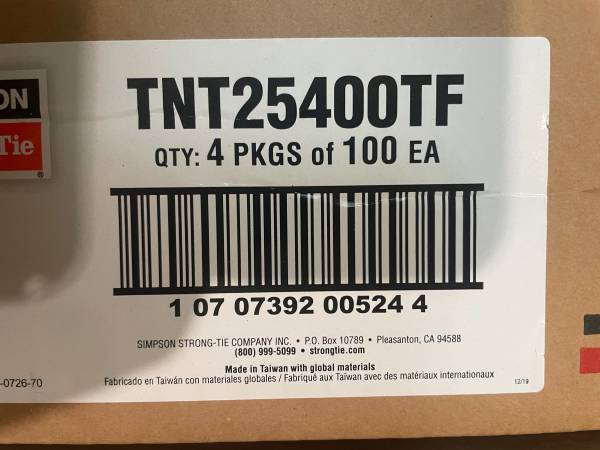 ON
Tie
®
TNT25400TF
QTY: 4 PKGS of 100 EA
1 07 07392 00524 4
SIMPSON STRONG-TIE COMPANY INC. • P.O. Box 10789 • Pleasanton, CA 94588
(800) 999-5099 • strongtie.com
Made in Taiwan with global materials
Fabricado en Taiwán con materiales globales / Fabriqué aux Taïwan avec des matériaux internationaux
-0726-70
12/19